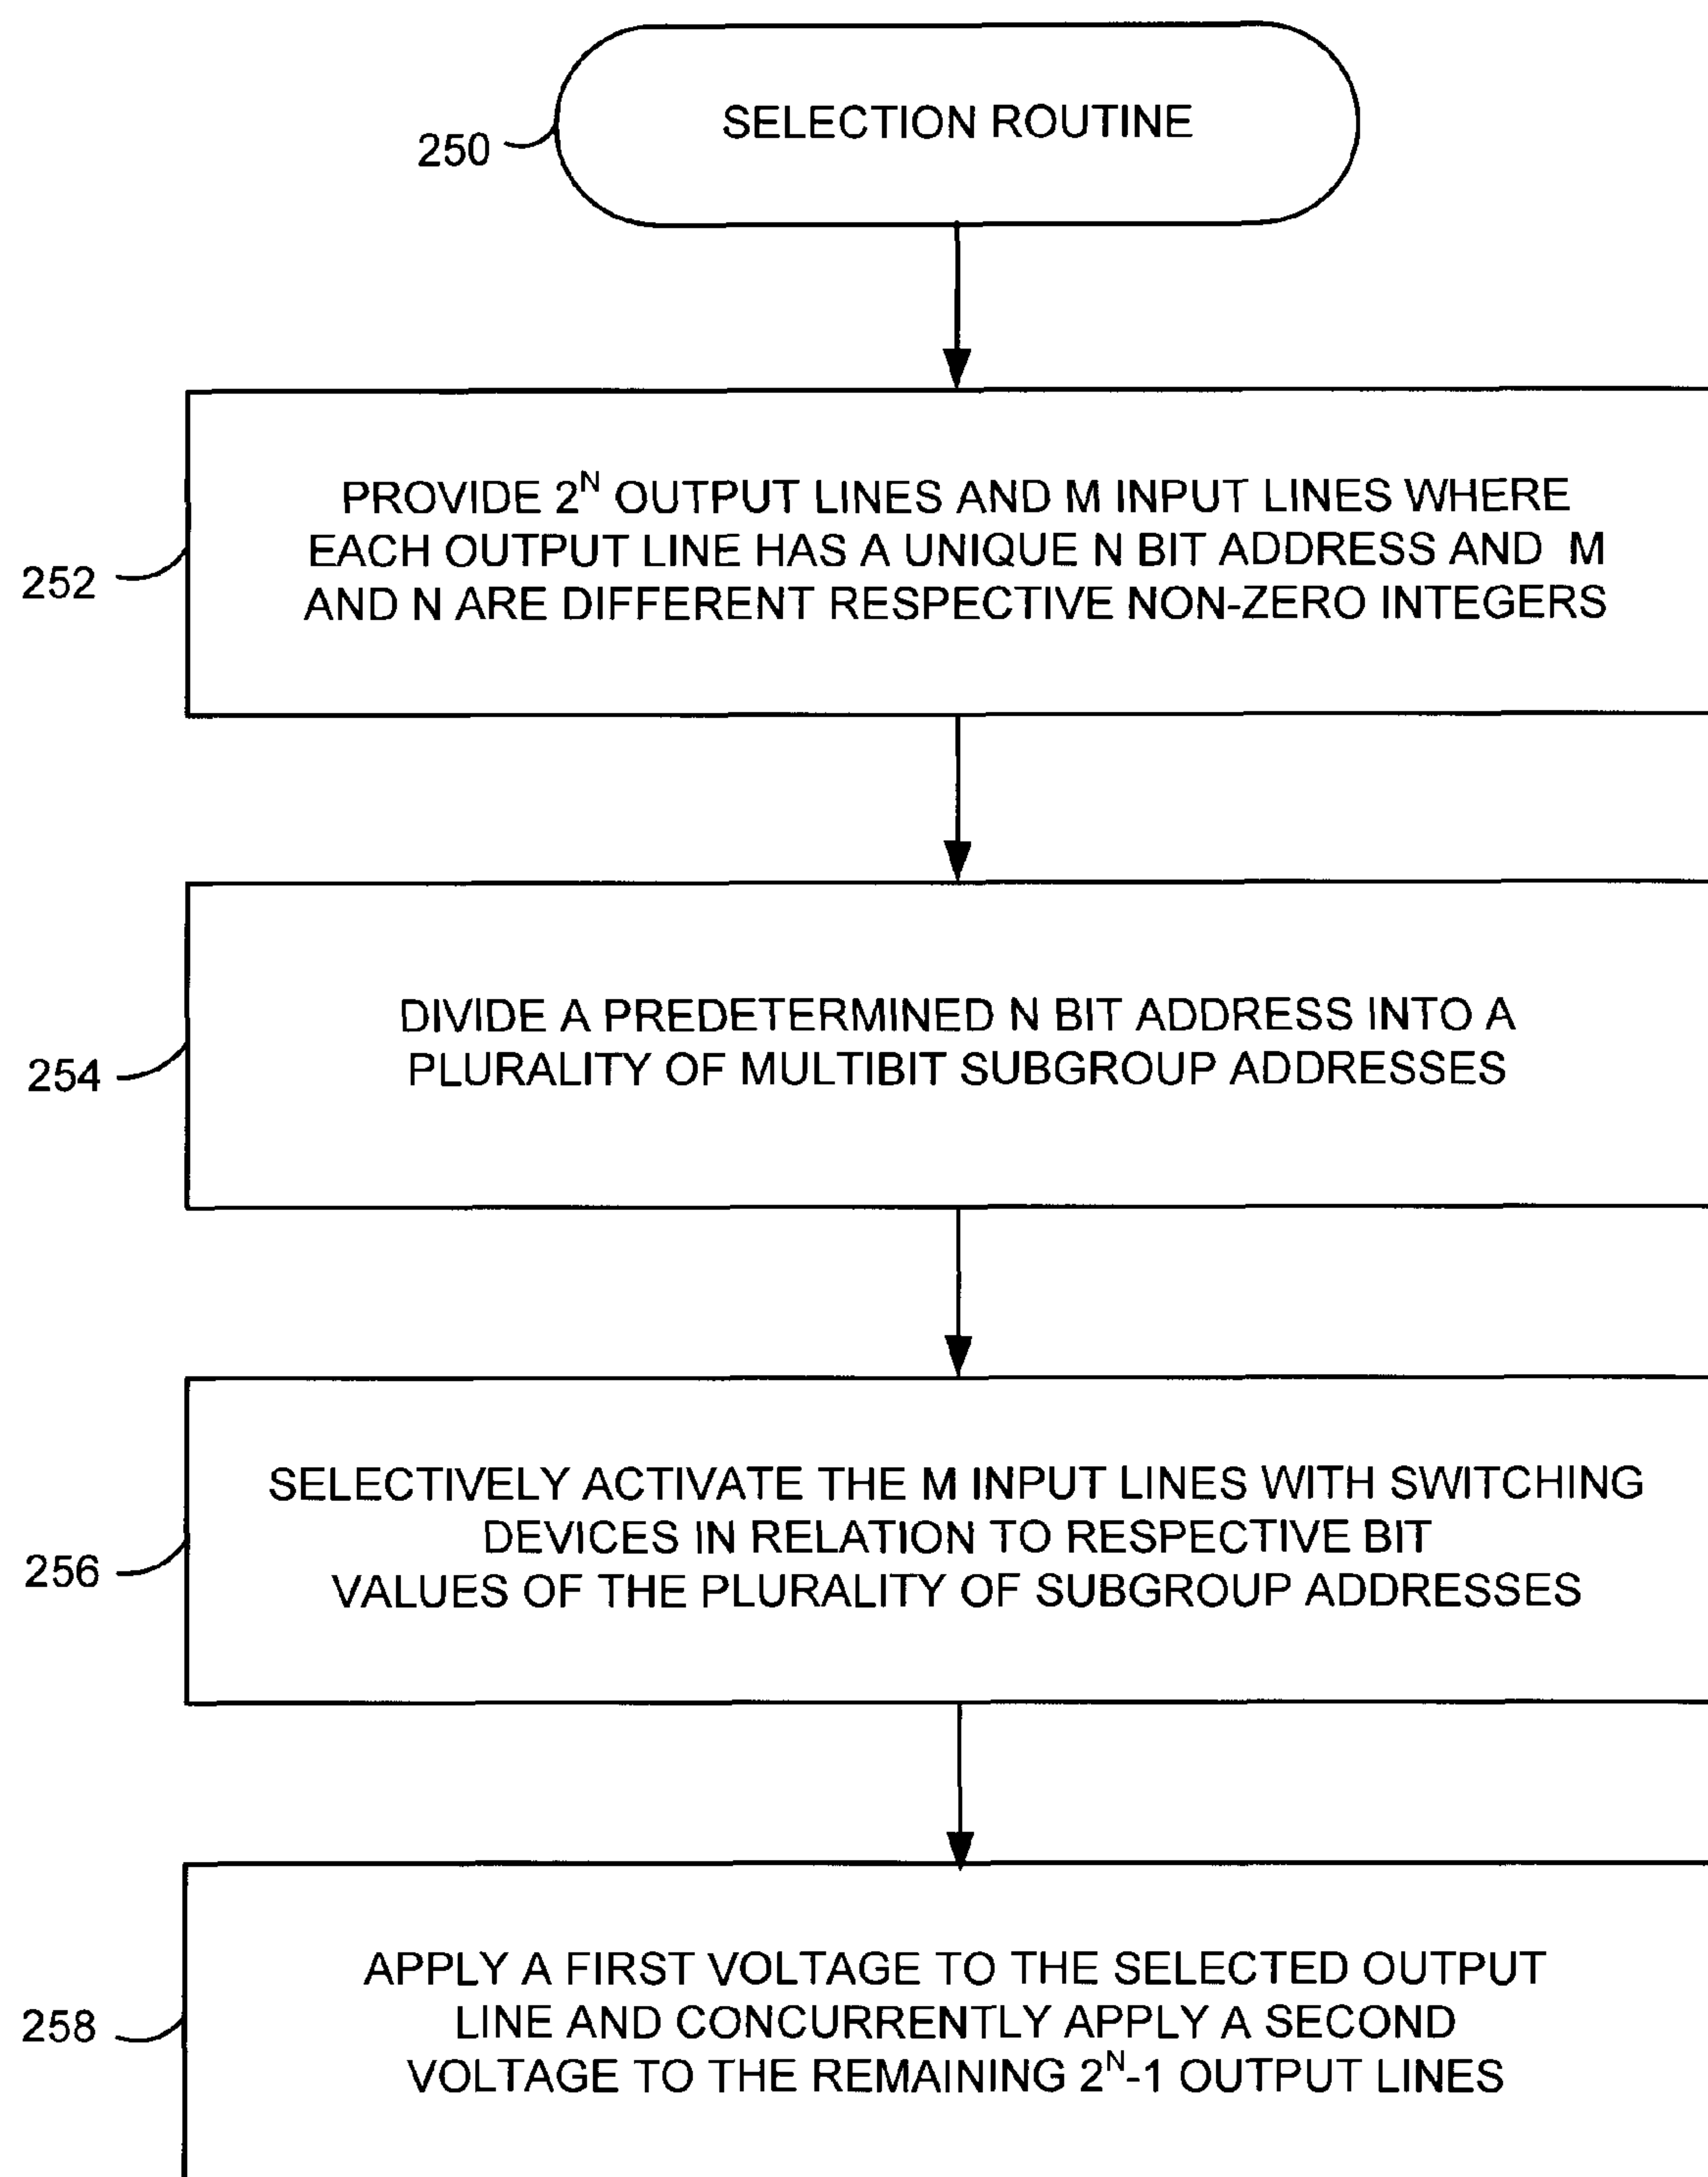 SELECTION ROUTINE
250
PROVIDE 2^N OUTPUT LINES AND M INPUT LINES WHERE
EACH OUTPUT LINE HAS A UNIQUE N BIT ADDRESS AND M
AND N ARE DIFFERENT RESPECTIVE NON-ZERO INTEGERS
252
DIVIDE A PREDETERMINED N BIT ADDRESS INTO A
PLURALITY OF MULTIBIT SUBGROUP ADDRESSES
254
SELECTIVELY ACTIVATE THE M INPUT LINES WITH SWITCHING
DEVICES IN RELATION TO RESPECTIVE BIT
VALUES OF THE PLURALITY OF SUBGROUP ADDRESSES
256
APPLY A FIRST VOLTAGE TO THE SELECTED OUTPUT
LINE AND CONCURRENTLY APPLY A SECOND
VOLTAGE TO THE REMAINING 2^N-1 OUTPUT LINES
258